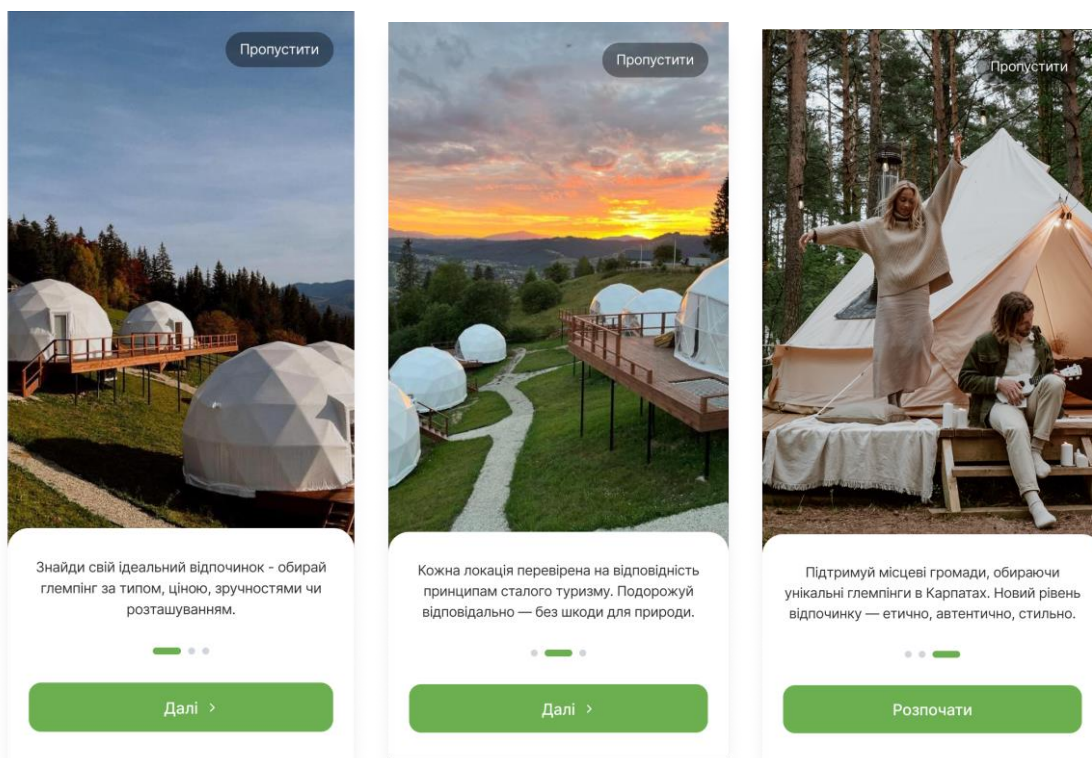 Пропустити
Знайди свій ідеальний відпочинок - обирай
глемпінг за типом, ціною, зручностями чи
розташуванням.
Далі >
Пропустити
Кожна локація перевірена на відповідність
принципам сталого туризму. Подорожуй
відповідально — без шкоди для природи.
Далі >
Пропустити
Підтримуй місцеві громади, обираючи
унікальні глемпінги в Карпатах. Новий рівень
відпочинку — етично, автентично, стильно.
Розпочати